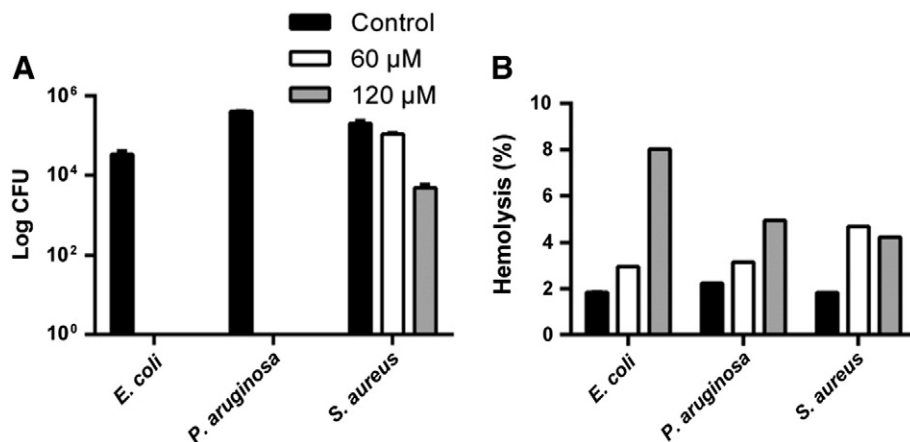 Control
60 µM
120 µM
A
Log CFU
10⁶
10⁴
10²
10⁰
E. coli
P. aruginosa
S. aureus
B
Hemolysis (%)
10
8
6
4
2
0
E. coli
P. aruginosa
S. aureus